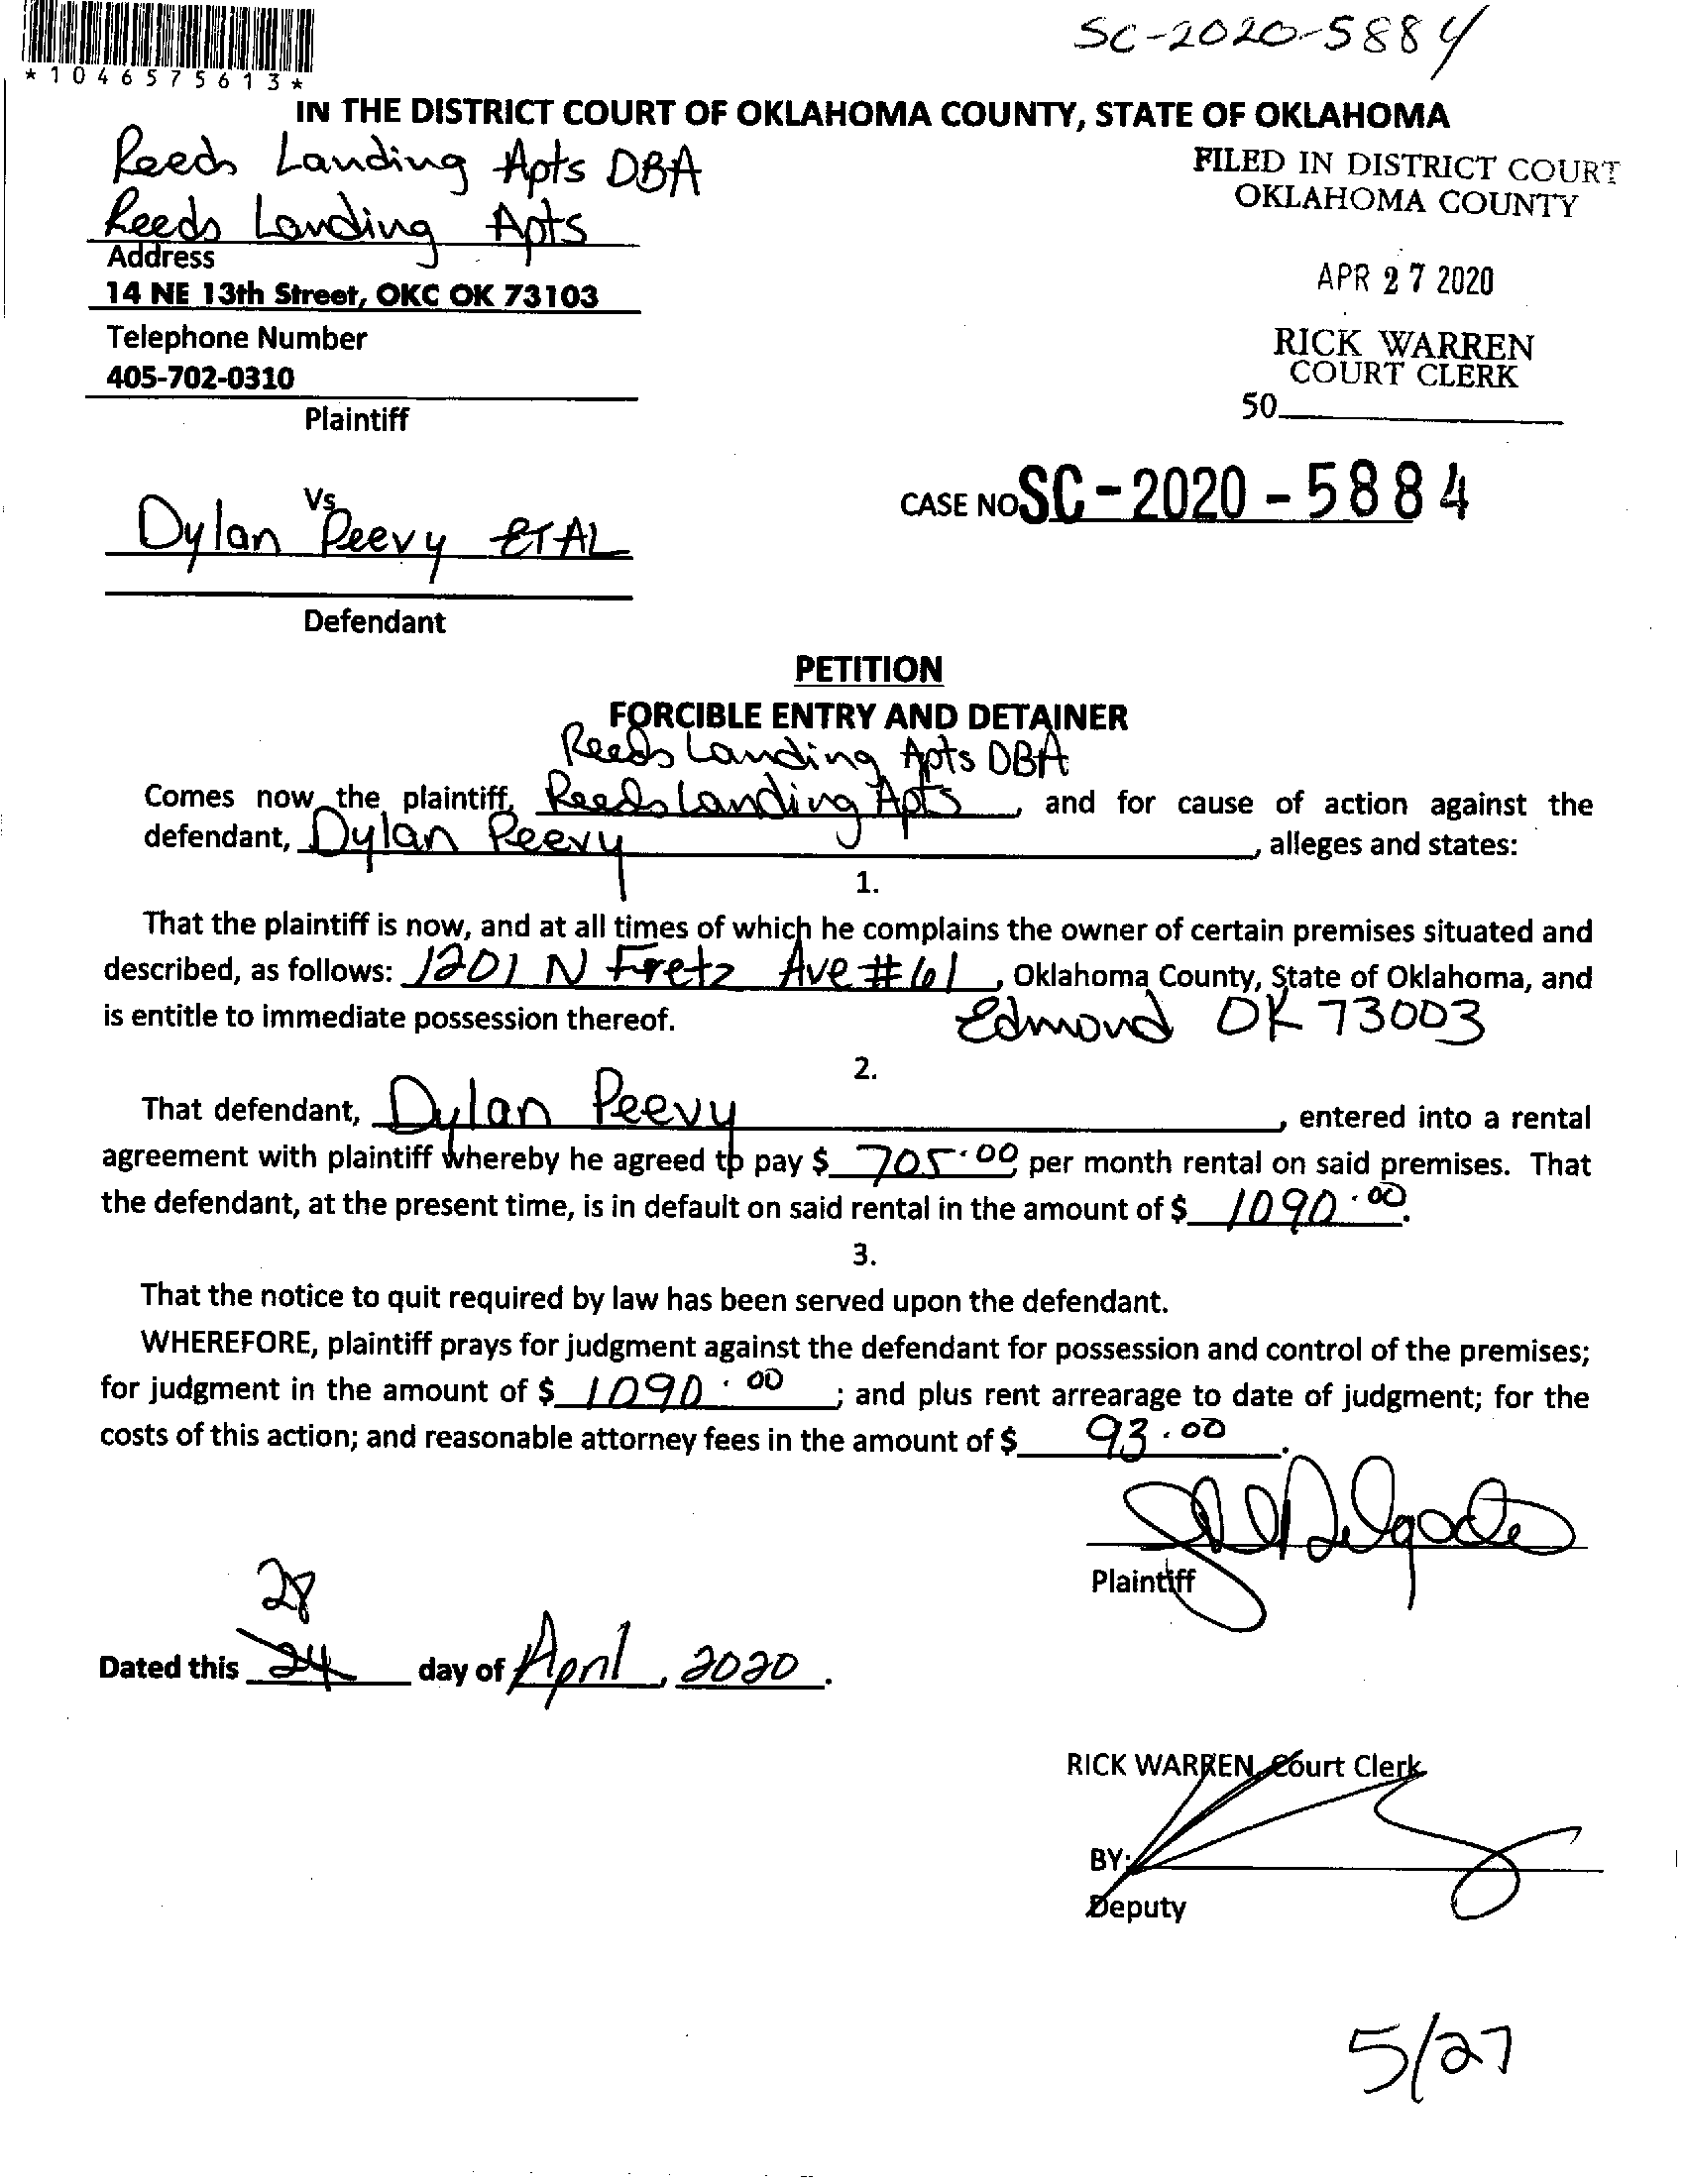 SC-2020-5884
*1046575613*
IN THE DISTRICT COURT OF OKLAHOMA COUNTY, STATE OF OKLAHOMA
Reeds Landing Apts DBA
Reeds Landing Apts
Address
14 NE 13th Street, OKC OK 73103
Telephone Number
405-702-0310
Plaintiff
FILED IN DISTRICT COURT
OKLAHOMA COUNTY
APR 27 2020
RICK WARREN
COURT CLERK
50
Vs
Dylan Peevy ETAL
Defendant
CASE NO SC-2020-5884
PETITION
FORCIBLE ENTRY AND DETAINER
Reeds Landing Apts DBA
Comes now the plaintiff, Reeds Landing Apts, and for cause of action against the
defendant, Dylan Peevy, alleges and states:
1.
That the plaintiff is now, and at all times of which he complains the owner of certain premises situated and
described, as follows: 1201 N Fretz Ave #61, Oklahoma County, State of Oklahoma, and
is entitle to immediate possession thereof. Edmond OK 73003
2.
That defendant, Dylan Peevy, entered into a rental
agreement with plaintiff whereby he agreed to pay $ 705.00 per month rental on said premises. That
the defendant, at the present time, is in default on said rental in the amount of $ 1090.00.
3.
That the notice to quit required by law has been served upon the defendant.
WHEREFORE, plaintiff prays for judgment against the defendant for possession and control of the premises;
for judgment in the amount of $ 1090.00; and plus rent arrearage to date of judgment; for the
costs of this action; and reasonable attorney fees in the amount of $ 93.00.
Plaintiff
28
Dated this 24 day of April, 2020.
RICK WARREN, Court Clerk
BY:
Deputy
5/27